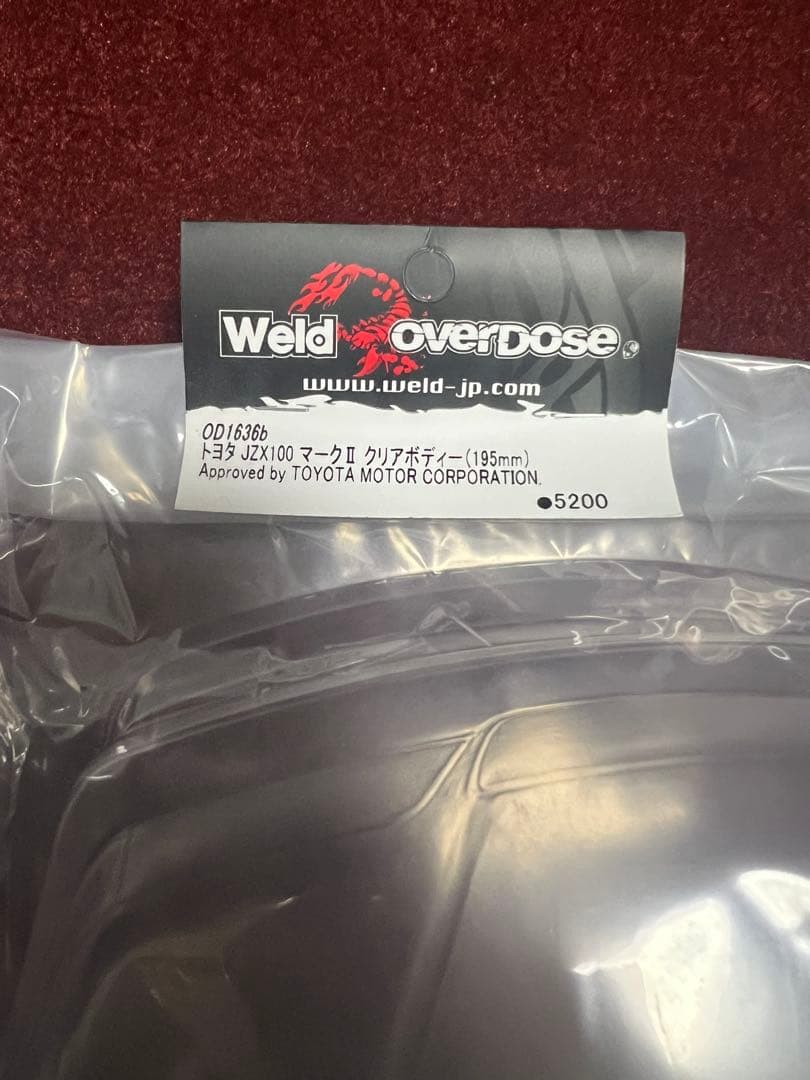 Weld OVERDOSE
www.weld-jp.com
OD1636b
トヨタ JZX100 マークⅡ クリアボディー(195mm)
Approved by TOYOTA MOTOR CORPORATION.
●5200